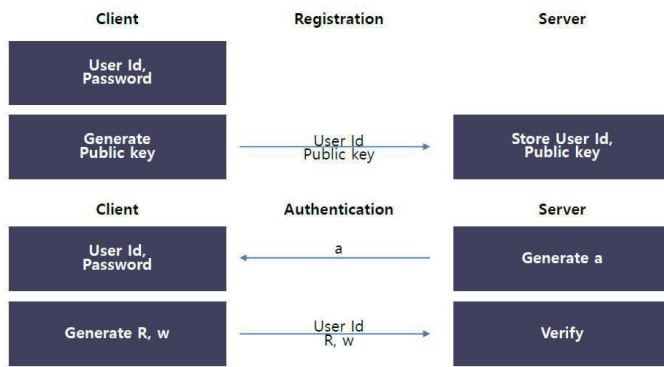 Client Registration Server
User Id,
Password
Generate
Public key
User Id
Public key
Store User Id,
Public key
Client Authentication Server
User Id,
Password
a
Generate a
Generate R, w
User Id
R, w
Verify